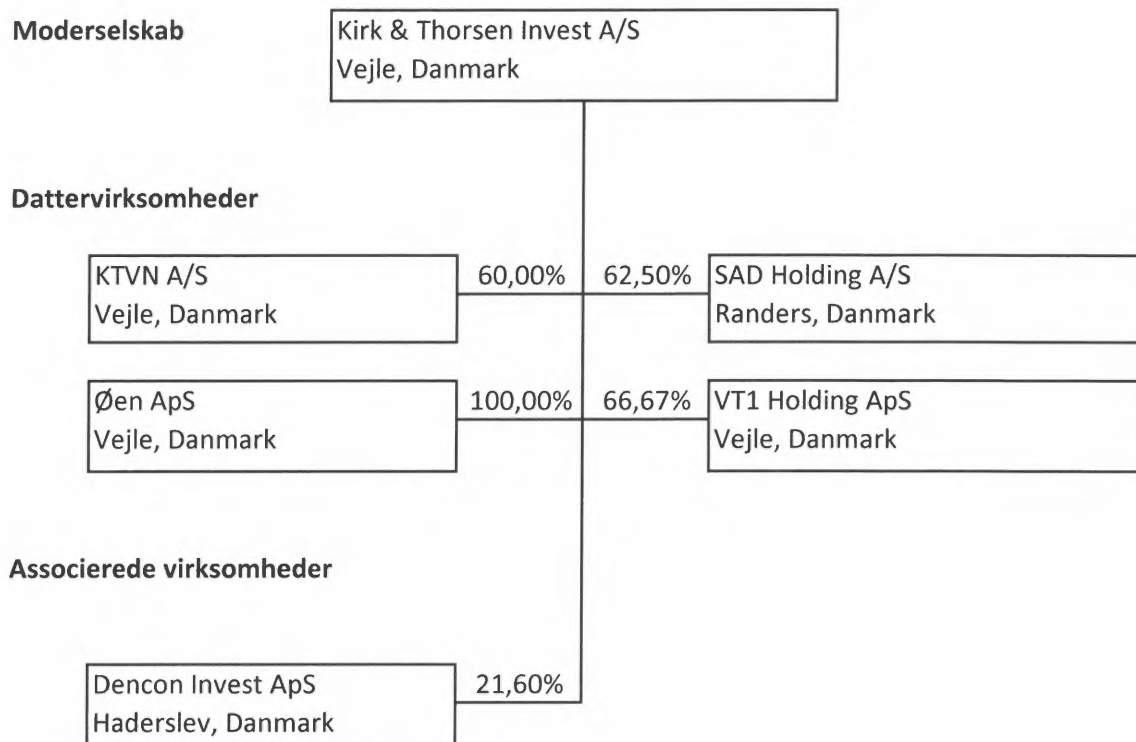 Moderselskab
Kirk & Thorsen Invest A/S
Vejle, Danmark
Dattervirksomheder
KTVN A/S
Vejle, Danmark
60,00%
62,50%
SAD Holding A/S
Randers, Danmark
Øen ApS
Vejle, Danmark
100,00%
66,67%
VT1 Holding ApS
Vejle, Danmark
Associerede virksomheder
Dencon Invest ApS
Haderslev, Danmark
21,60%